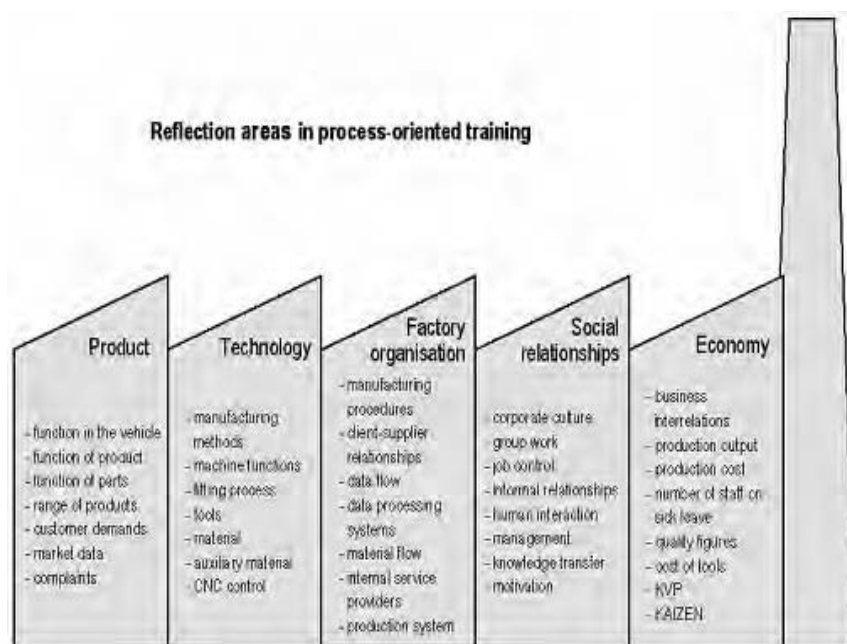 Reflection areas in process-oriented training
Product
- function in the vehicle
- function of product
- function of parts
- range of products
- customer demands
- market data
- complaints
Technology
- manufacturing
methods
- machine functions
- fitting process
- tools
- material
- auxiliary material
CNC control
Factory
organisation
- manufacturing
procedures
- client-supplier
relationships
- data flow
- data processing
systems
- material flow
- internal service
providers
- production system
Social
relationships
- corporate culture
group work
- job control
- informal relationships
- human interaction
- management
- knowledge transfer
- motivation
Economy
- business
interrelations
- production output
- production cost
- number of staff on
sick leave
- quality figures
- cost of tools
- KVP
- KAIZEN